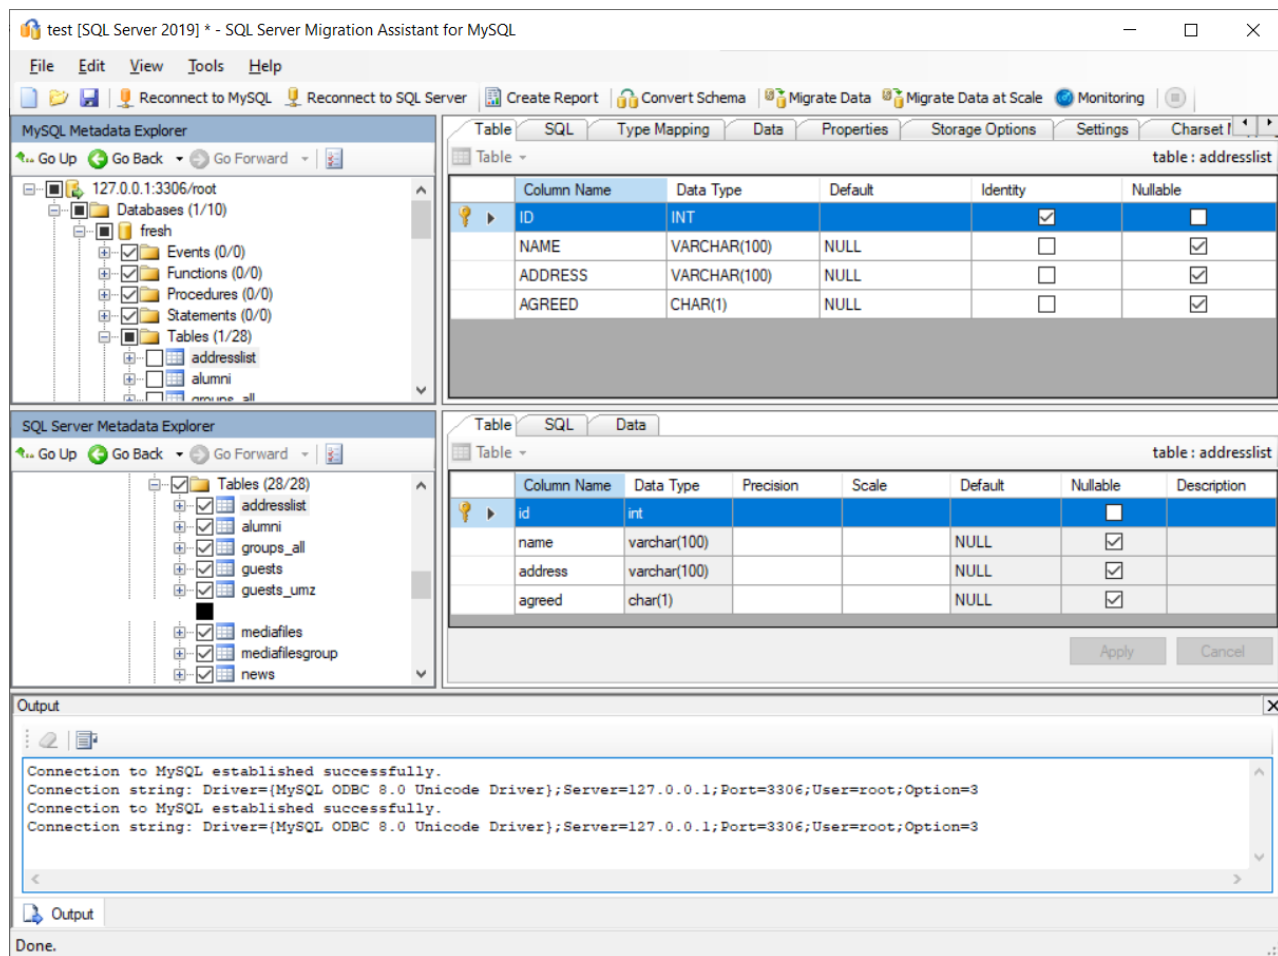 test [SQL Server 2019] * - SQL Server Migration Assistant for MySQL
File Edit View Tools Help
Reconnect to MySQL Reconnect to SQL Server Create Report Convert Schema Migrate Data Migrate Data at Scale Monitoring
MySQL Metadata Explorer
Go Up Go Back Go Forward
127.0.0.1:3306/root
Databases (1/10)
fresh
Events (0/0)
Functions (0/0)
Procedures (0/0)
Statements (0/0)
Tables (1/28)
addresslist
alumni
groups_all
Table SQL Type Mapping Data Properties Storage Options Settings Charset
Table table : addresslist
Column Name Data Type Default Identity Nullable
ID INT
NAME VARCHAR(100) NULL
ADDRESS VARCHAR(100) NULL
AGREED CHAR(1) NULL
SQL Server Metadata Explorer
Go Up Go Back Go Forward
Tables (28/28)
addresslist
alumni
groups_all
guests
guests_umz
mediafiles
mediafilesgroup
news
Table SQL Data
Table table : addresslist
Column Name Data Type Precision Scale Default Nullable Description
id int
name varchar(100) NULL
address varchar(100) NULL
agreed char(1) NULL
Apply Cancel
Output
Connection to MySQL established successfully.
Connection string: Driver={MySQL ODBC 8.0 Unicode Driver};Server=127.0.0.1;Port=3306;User=root;Option=3
Connection to MySQL established successfully.
Connection string: Driver={MySQL ODBC 8.0 Unicode Driver};Server=127.0.0.1;Port=3306;User=root;Option=3
Output
Done.